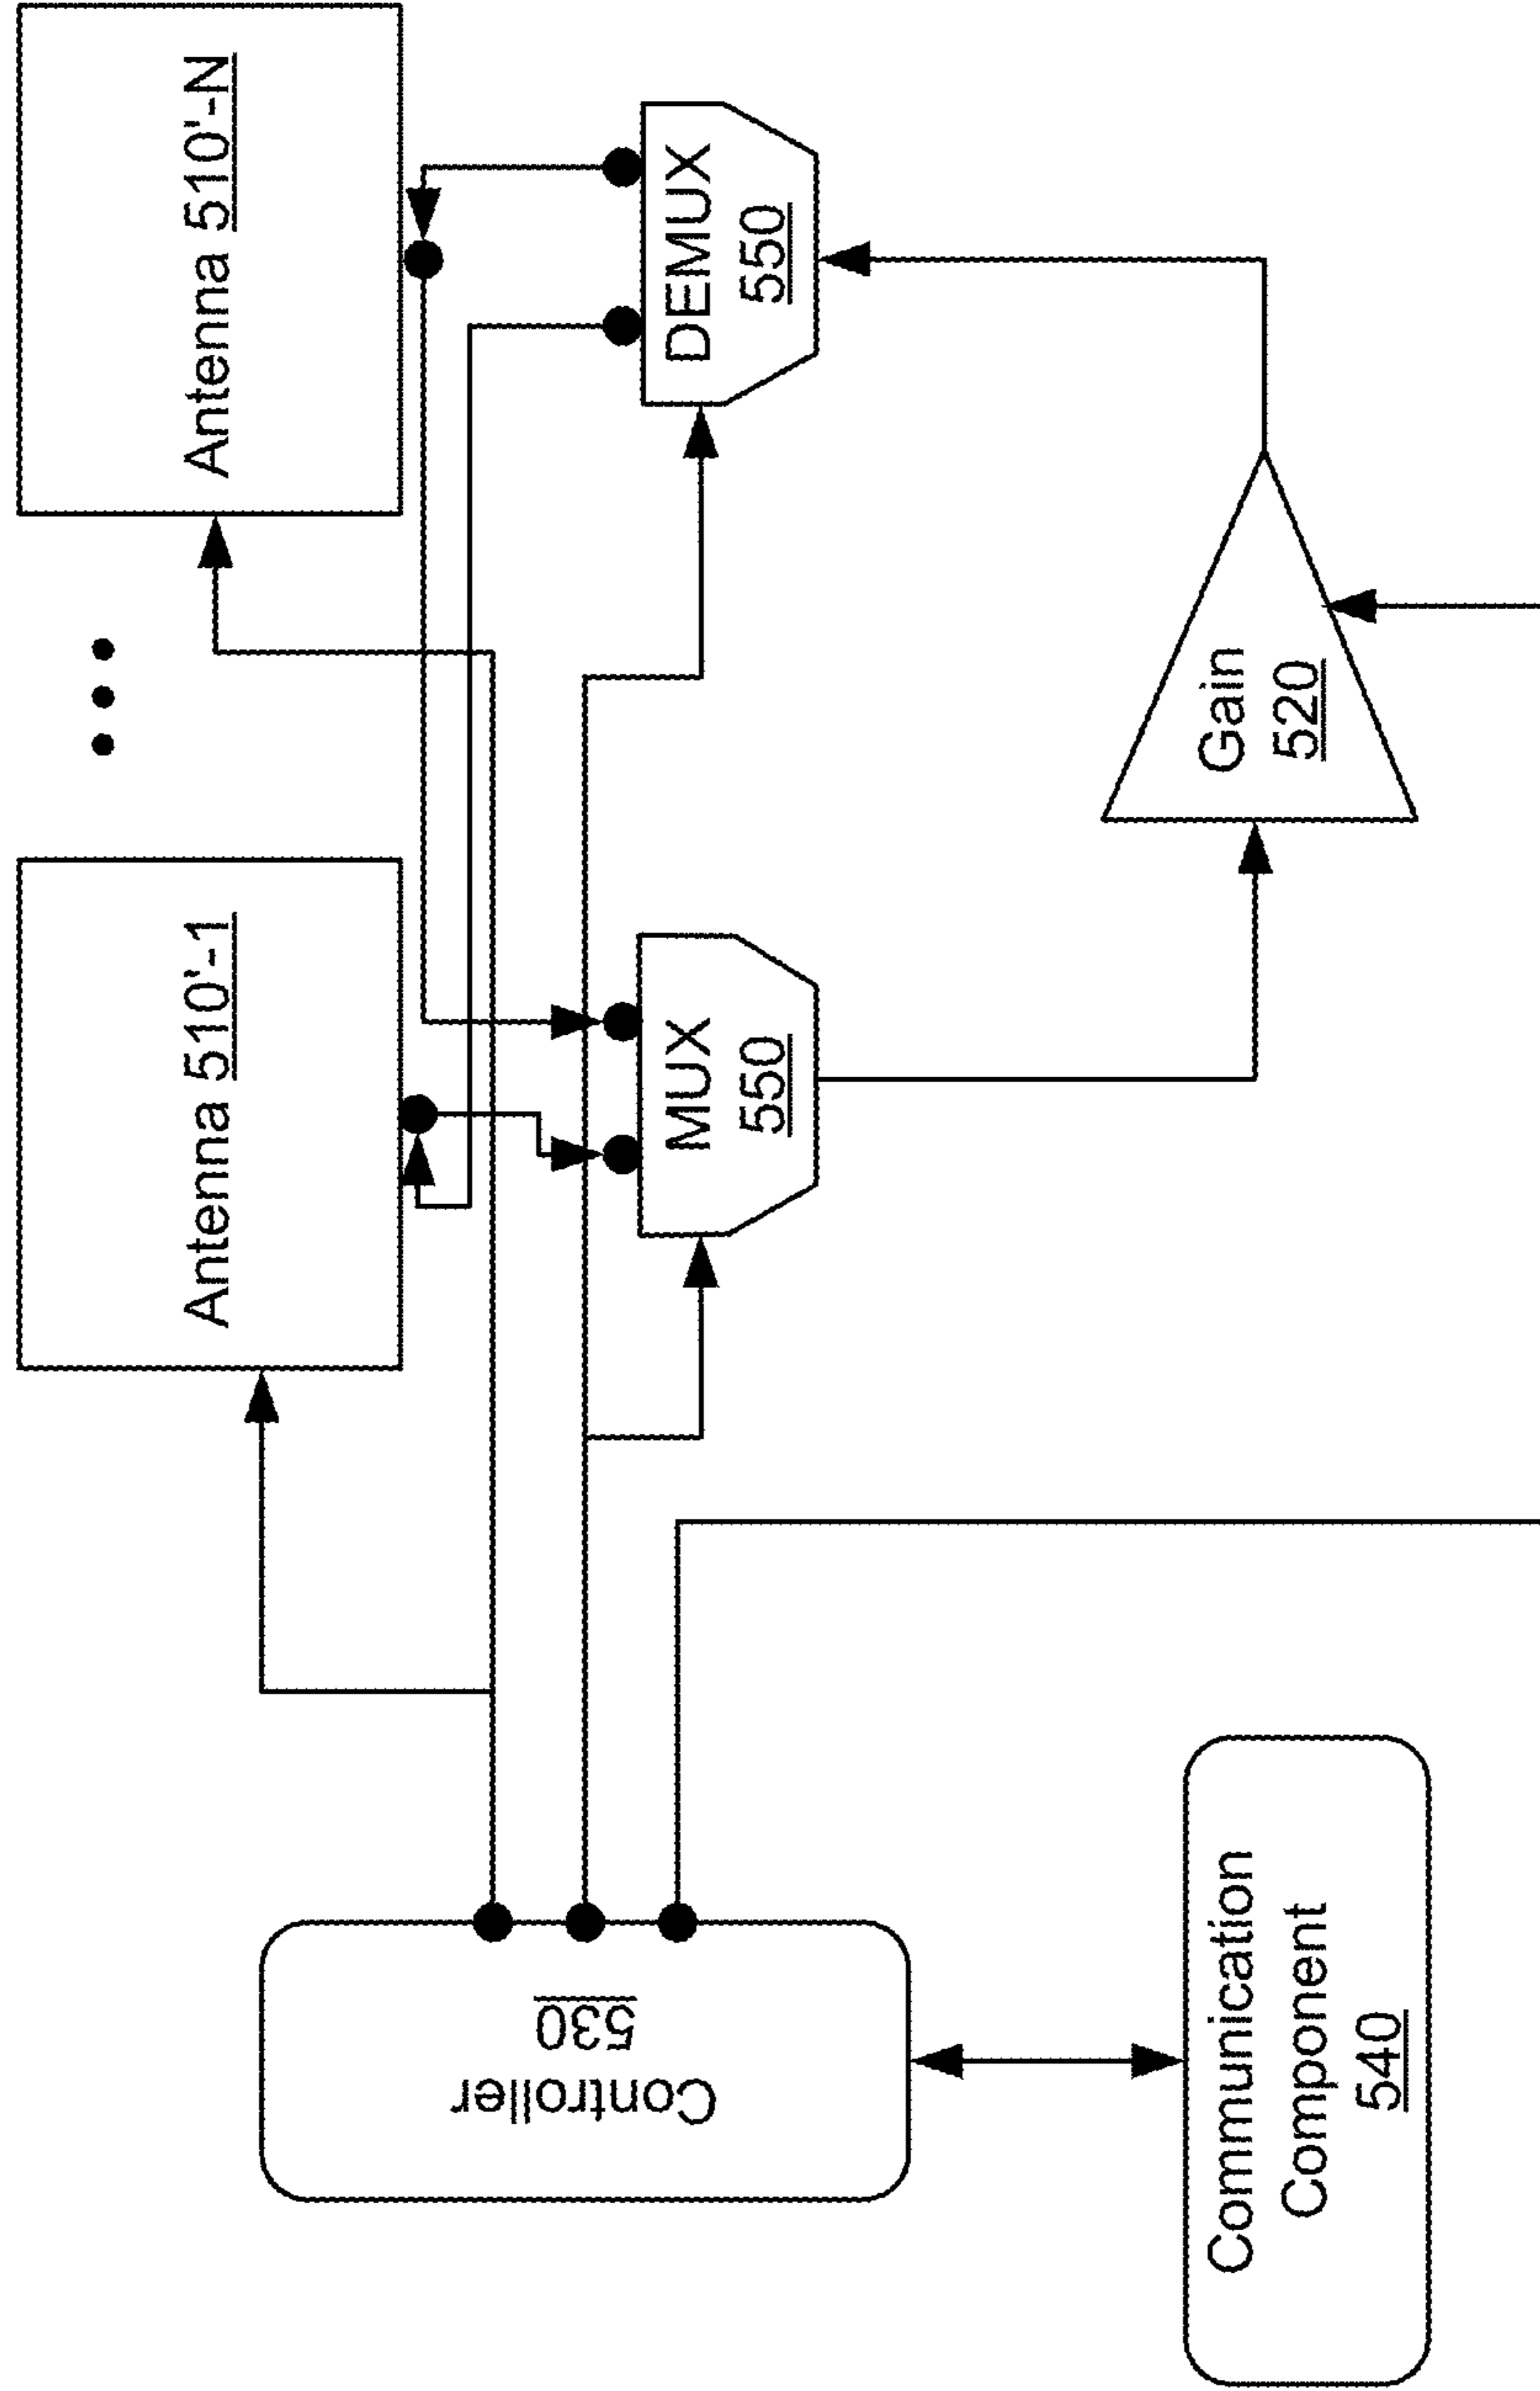 Antenna 510'-1
Antenna 510'-N
Controller
530
MUX
550
DEMUX
550
Communication
Component
540
Gain
520